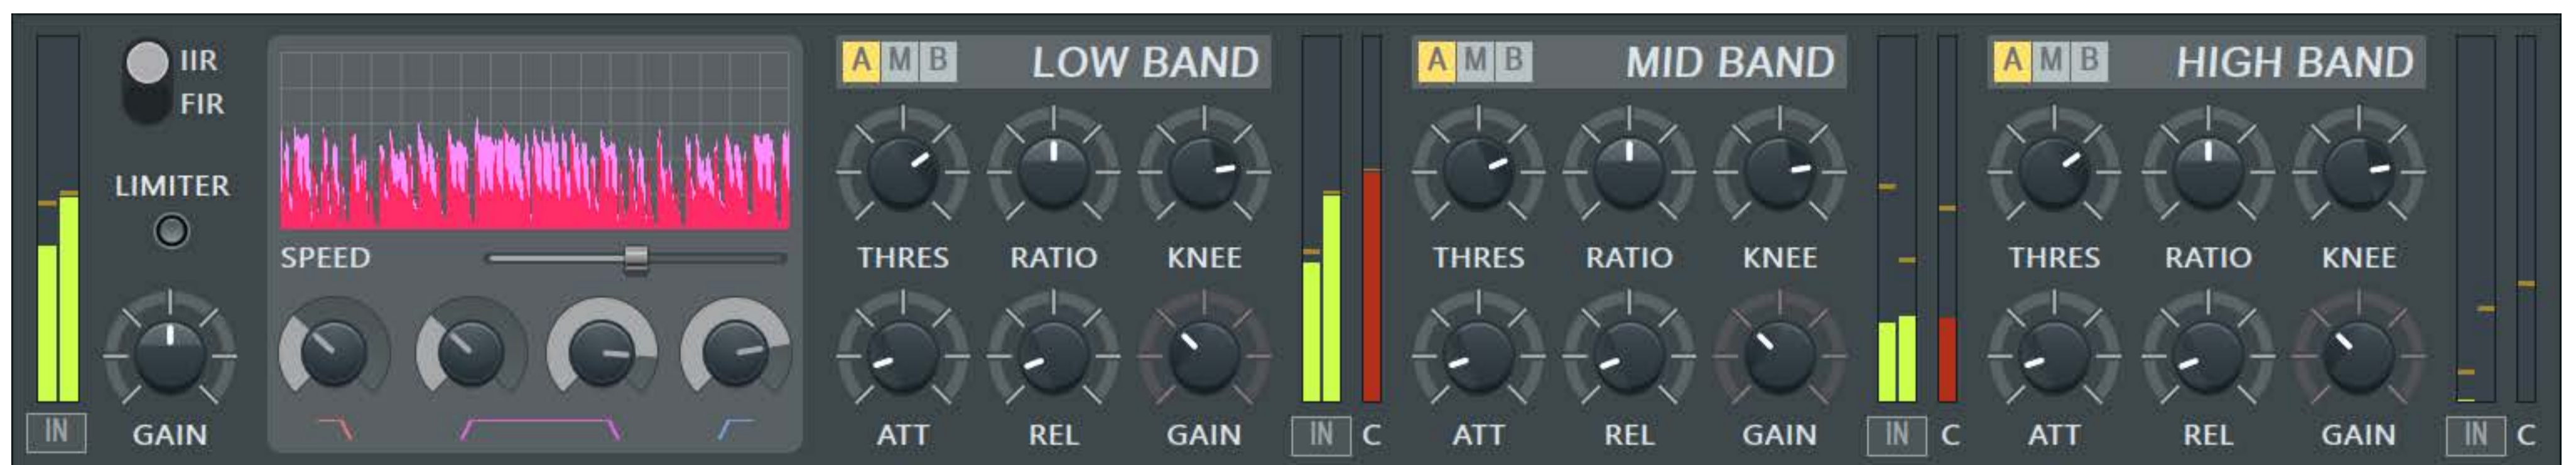 IIR
FIR
LIMITER
GAIN
IN
SPEED
A M B LOW BAND
THRES RATIO KNEE
ATT REL GAIN
IN C
A M B MID BAND
THRES RATIO KNEE
ATT REL GAIN
IN C
A M B HIGH BAND
THRES RATIO KNEE
ATT REL GAIN
IN C